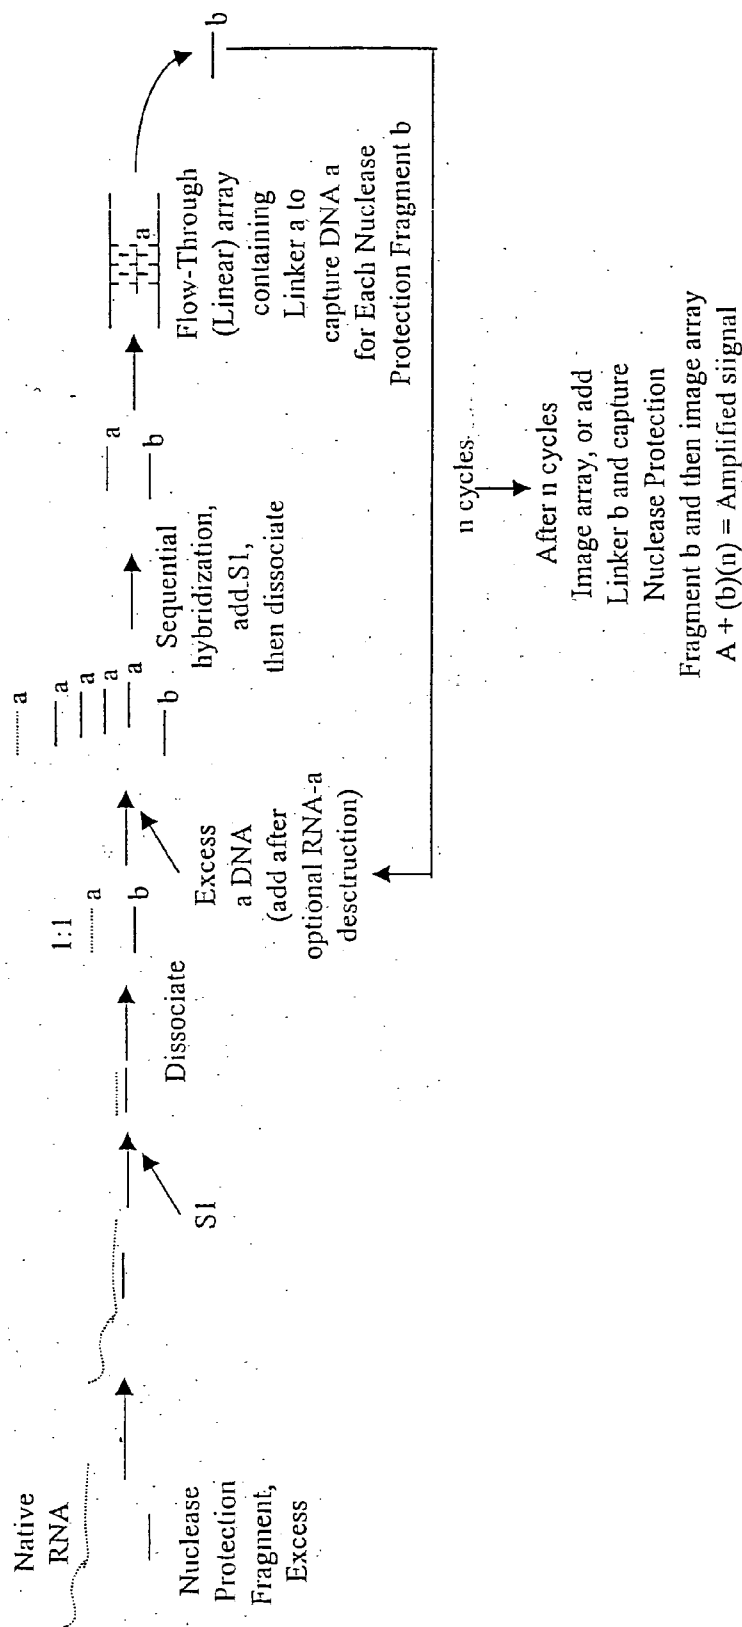 Native
RNA
Nuclease
Protection
Fragment,
Excess
S1
Dissociate
1:1
a
b
Excess
a DNA
(add after
optional RNA-a
desctruction)
a
a
a
a
a
b
Sequential
hybridization,
add S1,
then dissociate
a
b
a
Flow-Through
(Linear) array
containing
Linker a to
capture DNA a
for Each Nuclease
Protection Fragment b
b
n cycles
After n cycles
Image array, or add
Linker b and capture
Nuclease Protection
Fragment b and then image array
A + (b)(n) = Amplified siignal